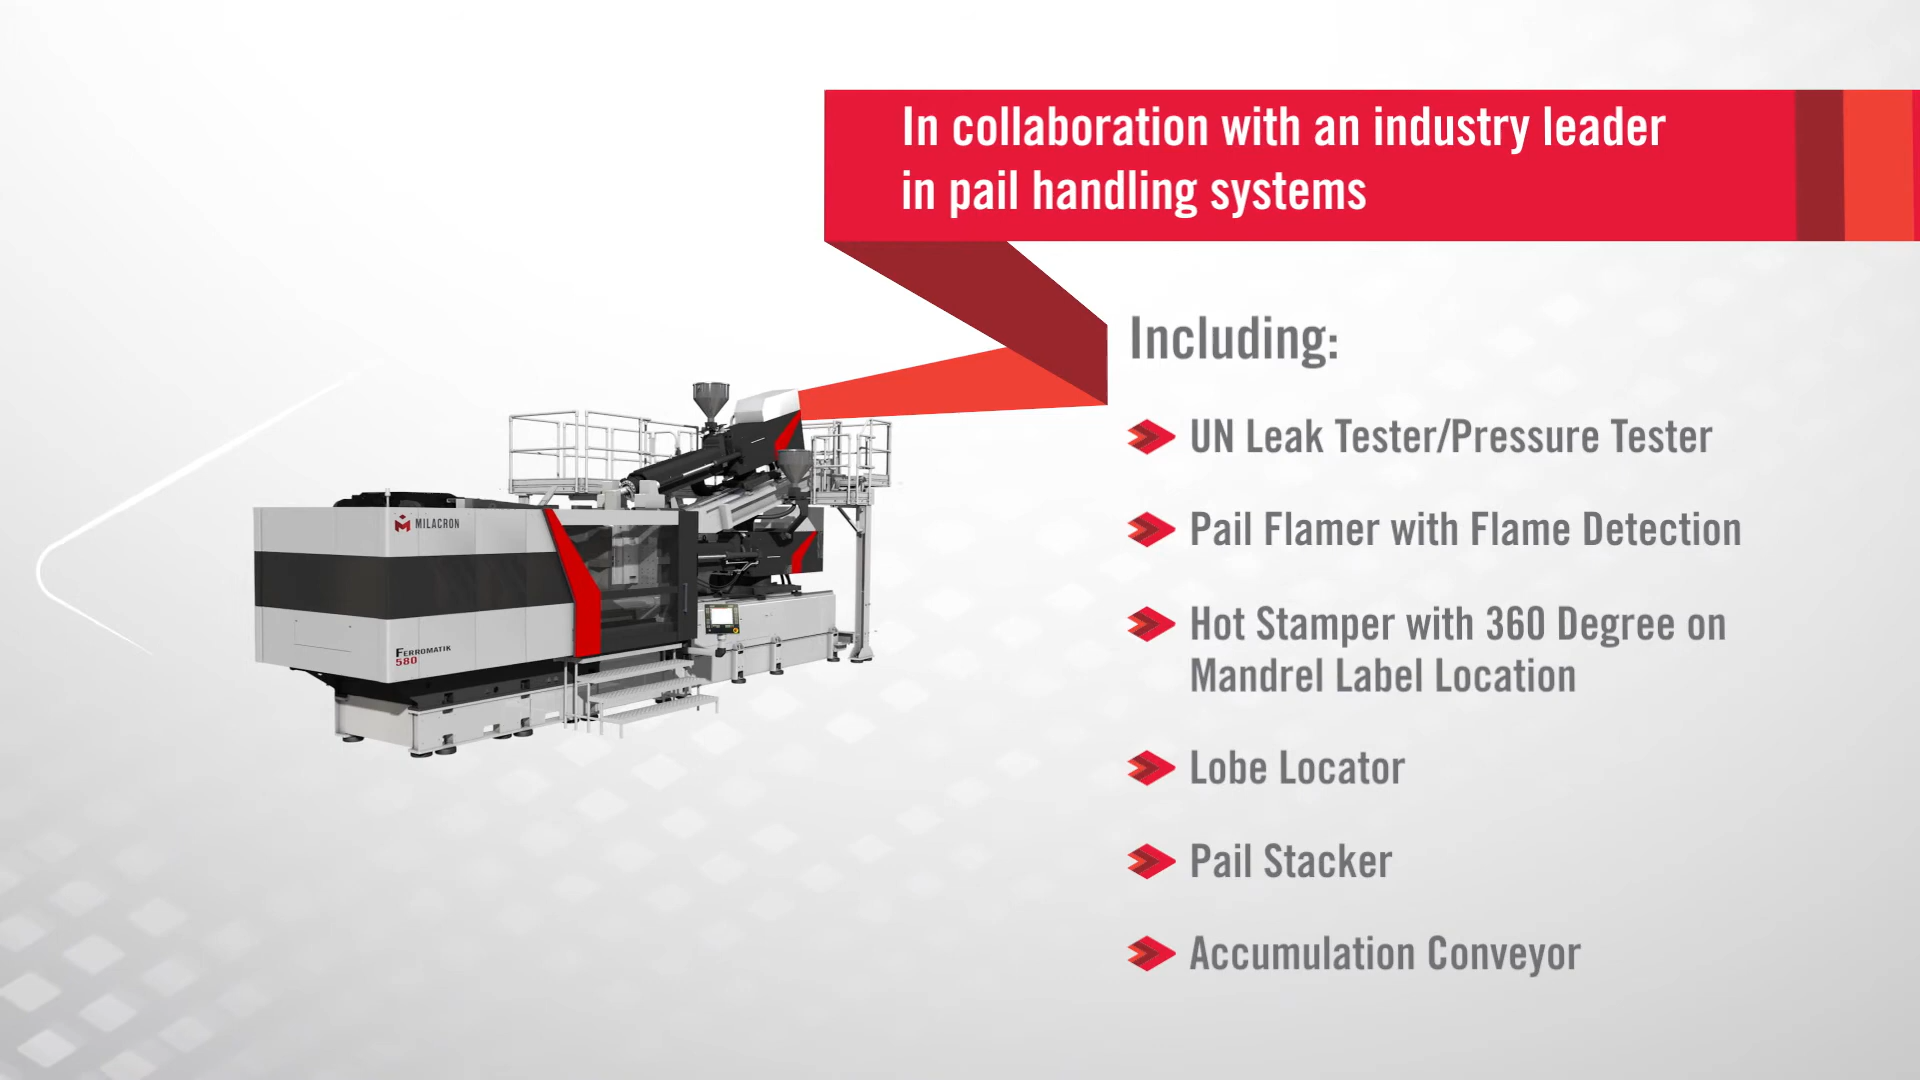 In collaboration with an industry leader
in pail handling systems
Including:
UN Leak Tester/Pressure Tester
Pail Flamer with Flame Detection
Hot Stamper with 360 Degree on
Mandrel Label Location
Lobe Locator
Pail Stacker
Accumulation Conveyor
MILACRON
FERROMATIK
580